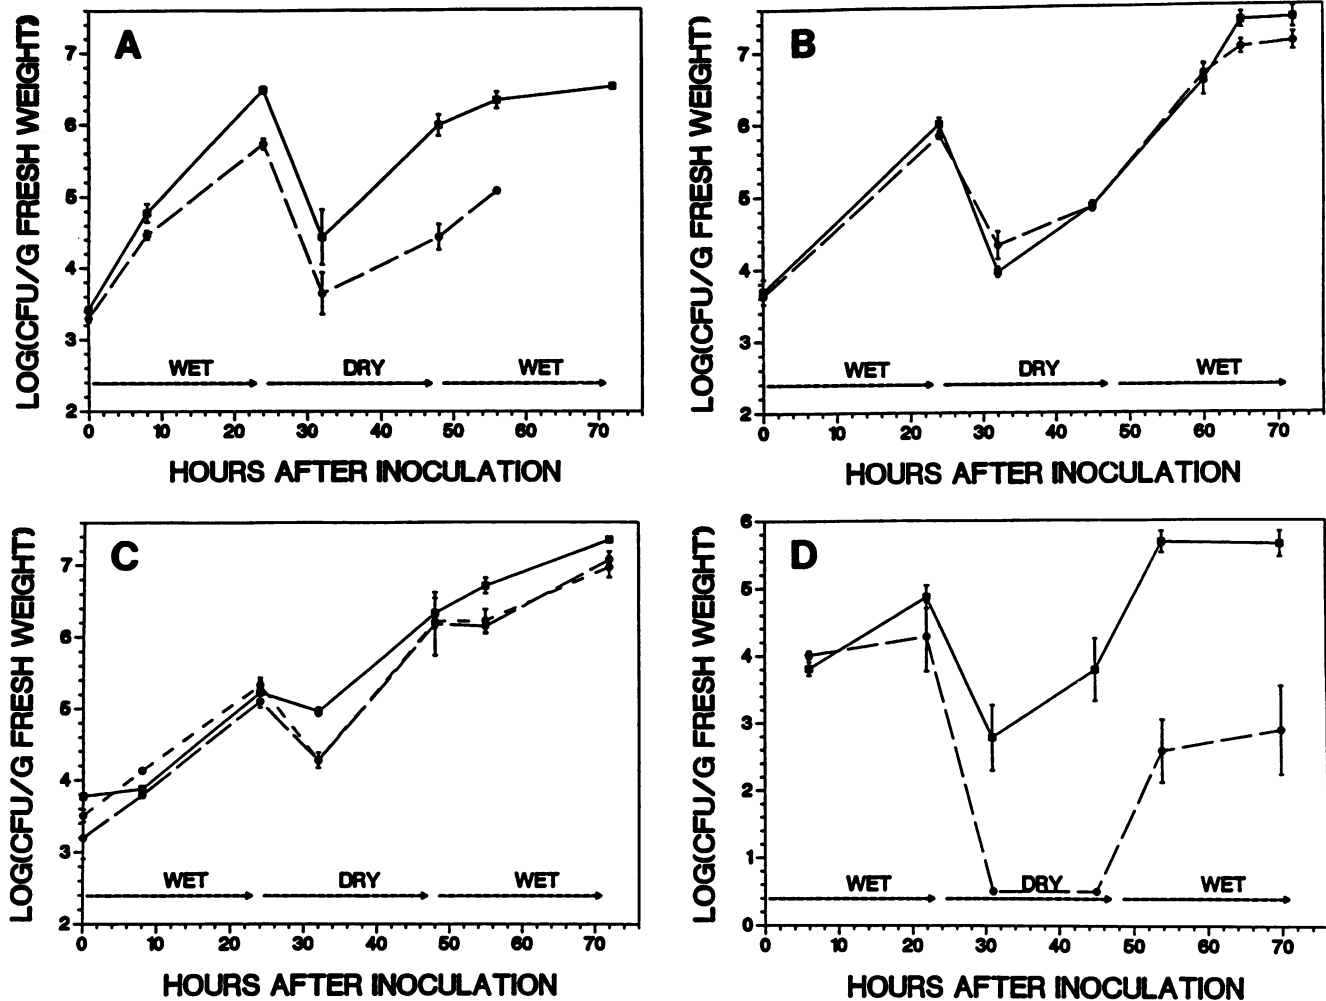 A
LOG(CFU/G FRESH WEIGHT)
7
6
5
4
3
2
WET DRY WET
0 10 20 30 40 50 60 70
HOURS AFTER INOCULATION
B
LOG(CFU/G FRESH WEIGHT)
7
6
5
4
3
2
WET DRY WET
0 10 20 30 40 50 60 70
HOURS AFTER INOCULATION
C
LOG(CFU/G FRESH WEIGHT)
7
6
5
4
3
2
WET DRY WET
0 10 20 30 40 50 60 70
HOURS AFTER INOCULATION
D
LOG(CFU/G FRESH WEIGHT)
6
5
4
3
2
1
0
WET DRY WET
0 10 20 30 40 50 60 70
HOURS AFTER INOCULATION